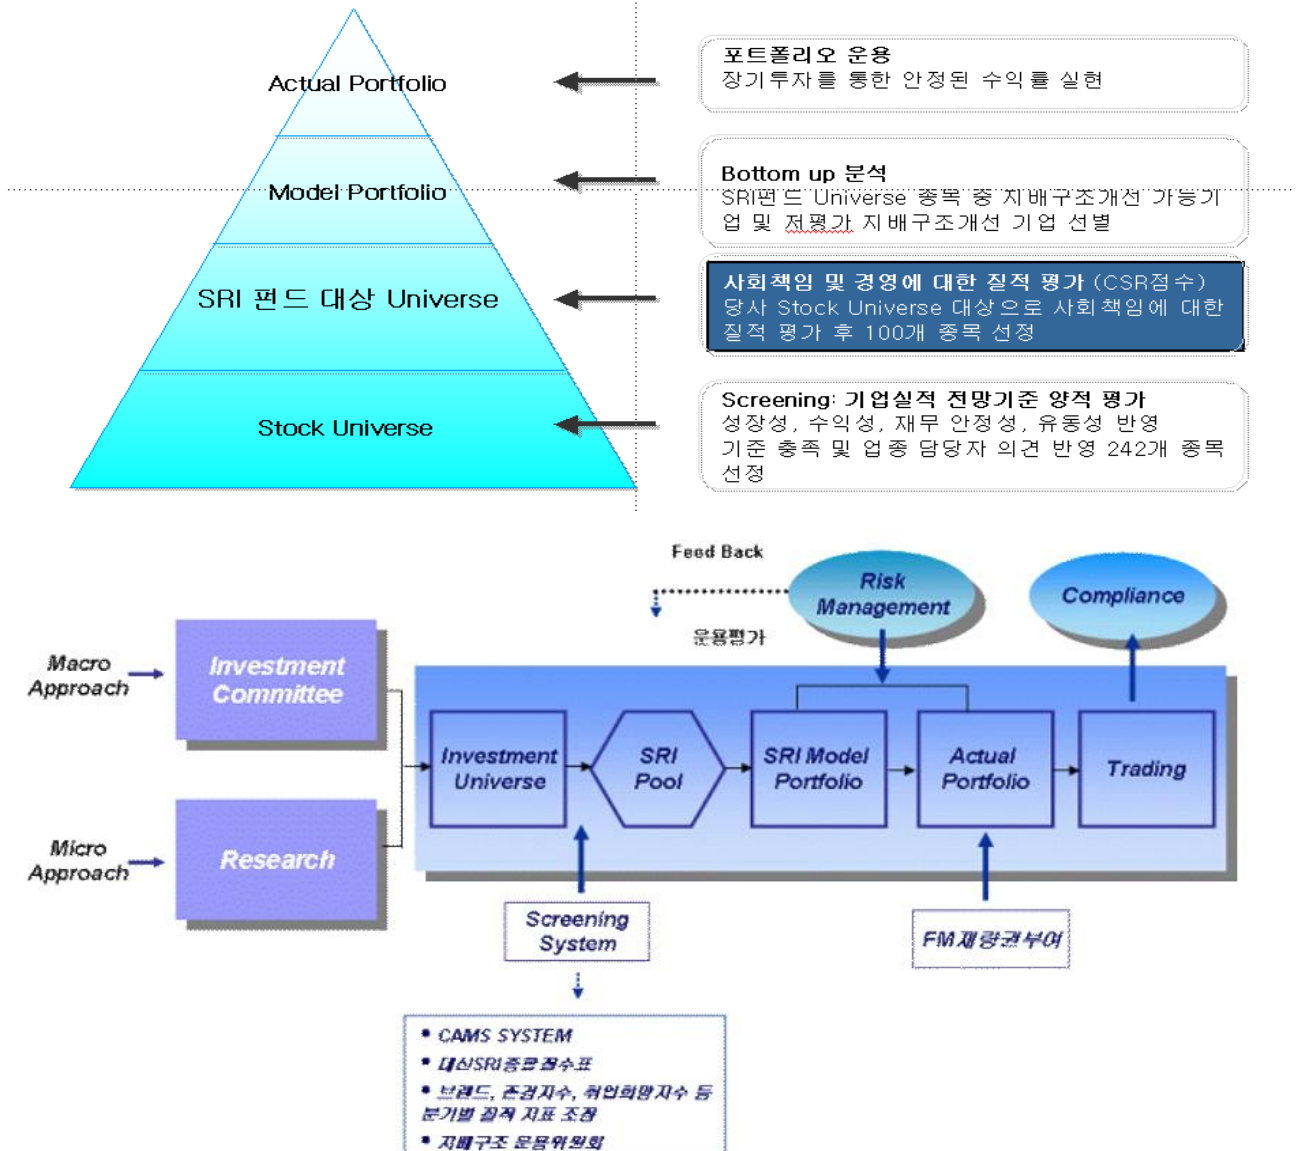 Actual Portfolio
포트폴리오 운용
장기투자를 통한 안정된 수익률 실현
Model Portfolio
Bottom up 분석
SRI펀드 Universe 종목 중 지배구조개선 가능기
업 및 저평가 지배구조개선 기업 선별
SRI 펀드 대상 Universe
사회책임 및 경영에 대한 질적 평가 (CSR점수)
당사 Stock Universe 대상으로 사회책임에 대한
질적 평가 후 100개 종목 선정
Stock Universe
Screening: 기업실적 전망기준 양적 평가
성장성, 수익성, 재무 안정성, 유동성 반영
기준 충족 및 업종 담당자 의견 반영 242개 종목
선정
Feed Back
운용평가
Risk
Management
Compliance
Macro
Approach
Investment
Committee
Micro
Approach
Research
Investment
Universe
SRI
Pool
SRI Model
Portfolio
Actual
Portfolio
Trading
Screening
System
FM재량권부여
• CAMS SYSTEM
• 대신SRI종목점수표
• 브랜드, 존경지수, 취업희망지수 등
분기별 질적 지표 조정
• 지배구조 운용위원회